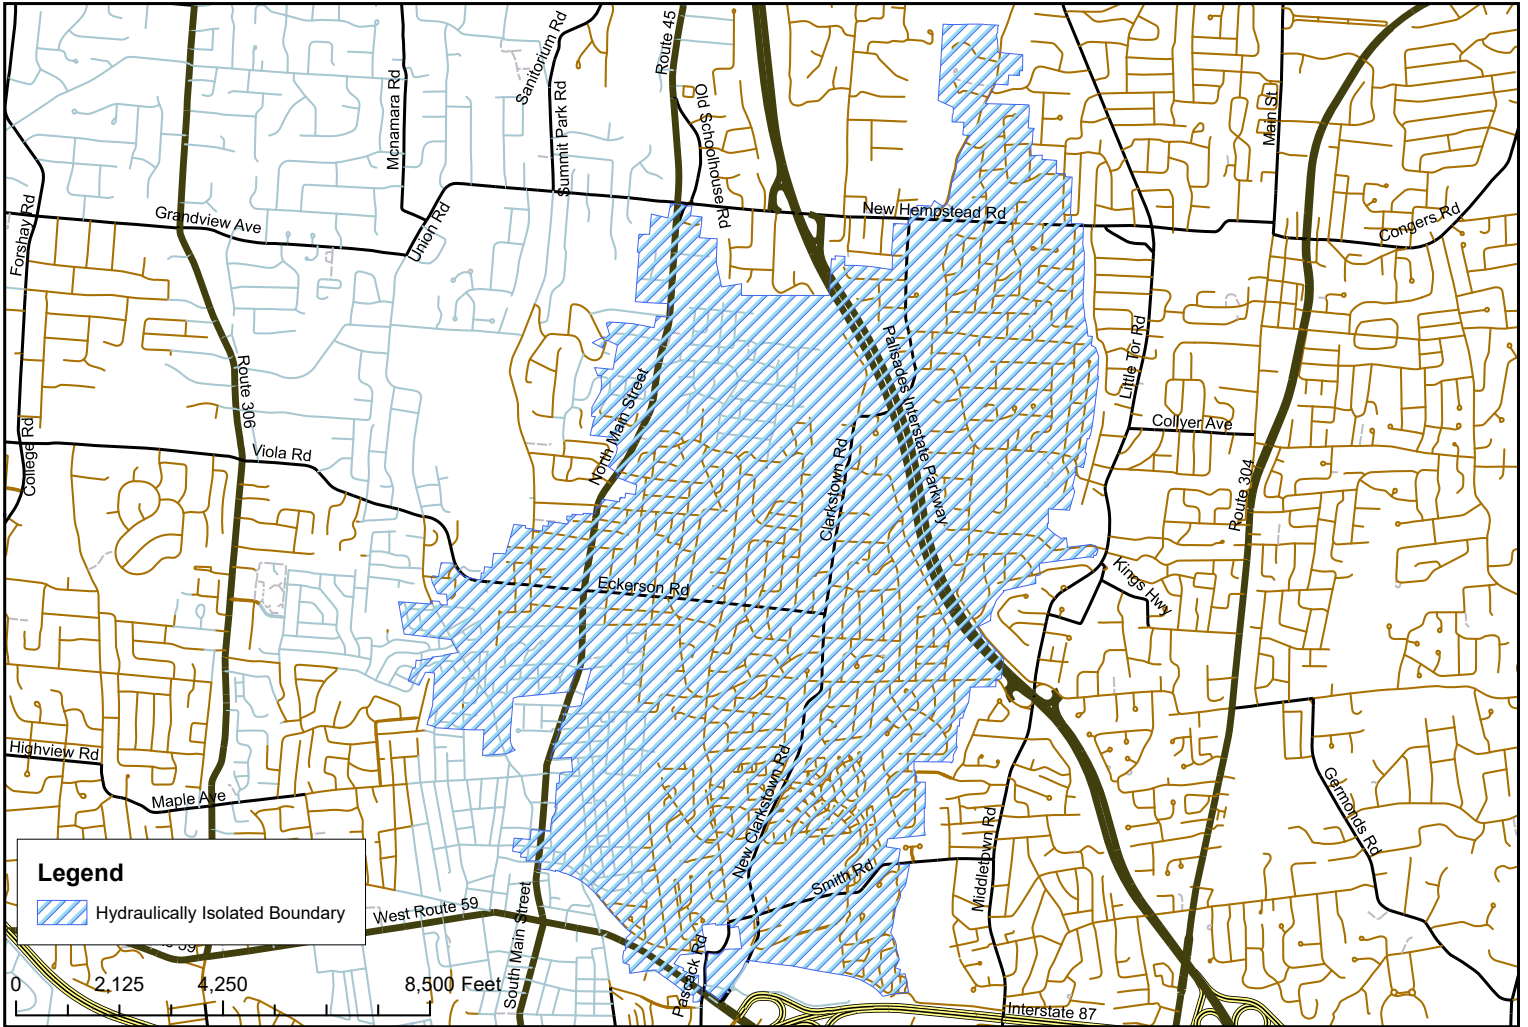 Sanitorium Rd
Route 45
Mcnamara Rd
Summit Park Rd
Old Schoolhouse Rd
Main St
Forshay Rd
Grandview Ave
Union Rd
New Hempstead Rd
Congers Rd
Route 306
North Main Street
Palisades Interstate Parkway
Little Tor Rd
Collyer Ave
College Rd
Viola Rd
Clarkstown Rd
Route 304
Eckerson Rd
Kings Hwy
Highview Rd
Maple Ave
New Clarkstown Rd
Germonds Rd
Smith Rd
Middletown Rd
Legend
Hydraulically Isolated Boundary
West Route 59
South Main Street
Pascack Rd
59
0 2,125 4,250 8,500 Feet
Interstate 87